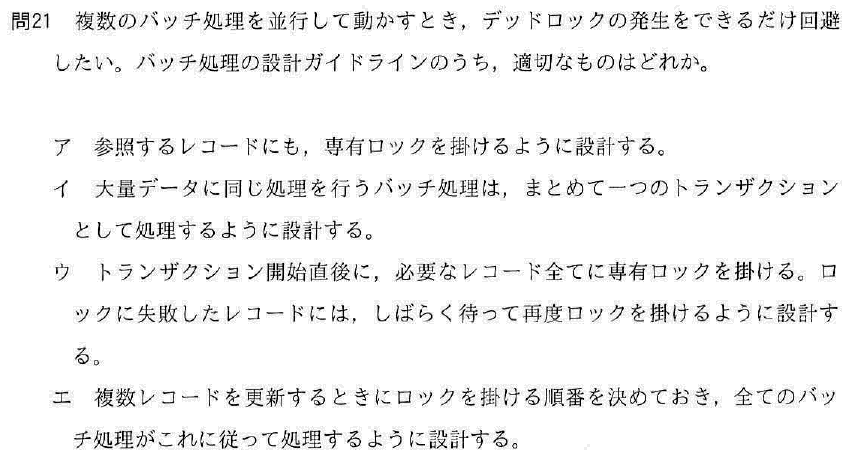 問21 複数のバッチ処理を並行して動かすとき，デッドロックの発生をできるだけ回避
したい。バッチ処理の設計ガイドラインのうち，適切なものはどれか。
ア 参照するレコードにも，専有ロックを掛けるように設計する。
イ 大量データに同じ処理を行うバッチ処理は，まとめて一つのトランザクション
として処理するように設計する。
ウ トランザクション開始直後に，必要なレコード全てに専有ロックを掛ける。ロ
ックに失敗したレコードには，しばらく待って再度ロックを掛けるように設計す
る。
エ 複数レコードを更新するときにロックを掛ける順番を決めておき，全てのバッ
チ処理がこれに従って処理するように設計する。